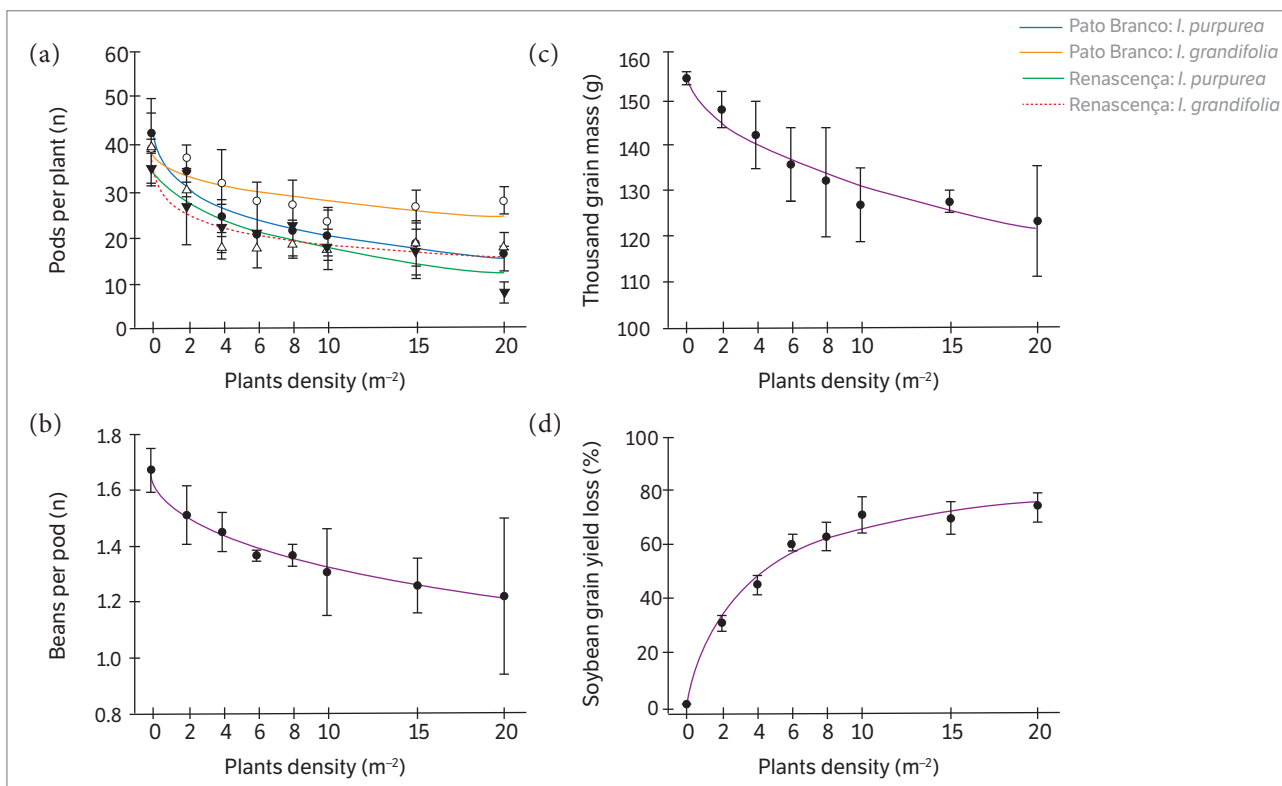 (a)
Pods per plant (n)
60
50
40
30
20
10
0
0 2 4 6 8 10 15 20
Plants density (m⁻²)
(c)
Thousand grain mass (g)
160
150
140
130
120
110
100
0 2 4 6 8 10 15 20
Plants density (m⁻²)
Pato Branco: I. purpurea
Pato Branco: I. grandifolia
Renascença: I. purpurea
Renascença: I. grandifolia
(b)
Beans per pod (n)
1.8
1.6
1.4
1.2
1.0
0.8
0 2 4 6 8 10 15 20
Plants density (m⁻²)
(d)
Soybean grain yield loss (%)
100
80
60
40
20
0
0 2 4 6 8 10 15 20
Plants density (m⁻²)